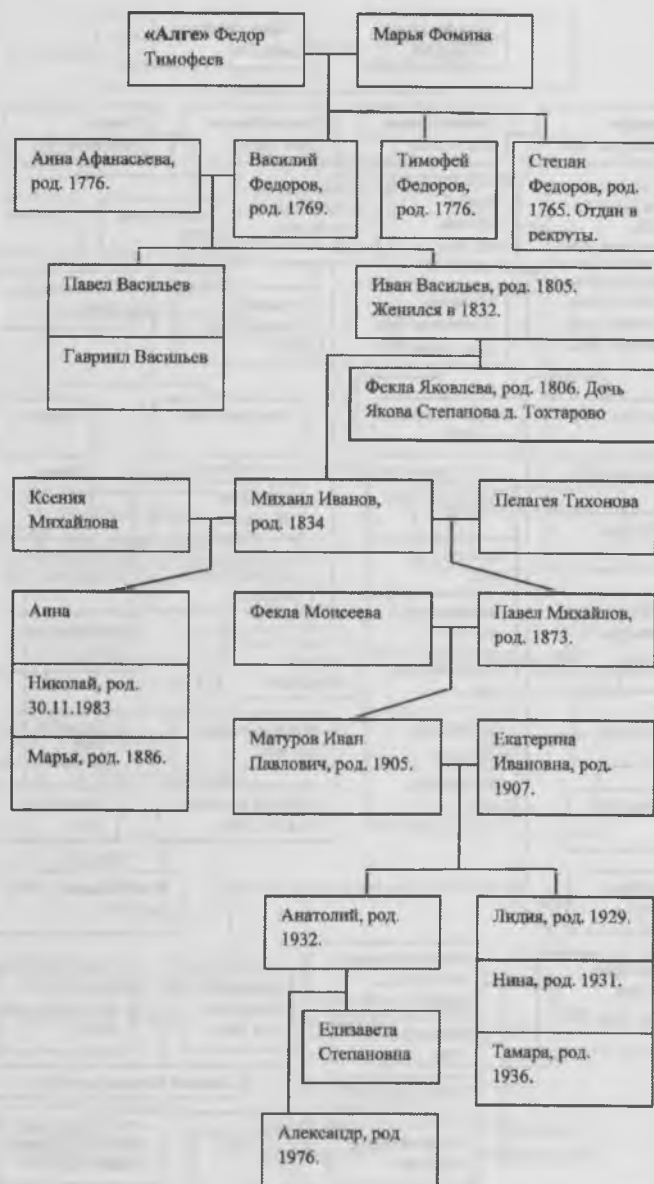 «Алге» Федор
Тимофеев
Марья Фомина
Анна Афанасьева,
род. 1776.
Василий
Федоров,
род. 1769.
Тимофей
Федоров,
род. 1776.
Степан
Федоров, род.
1765. Отдан в
рекруты.
Павел Васильев
Гавриил Васильев
Иван Васильев, род. 1805.
Женился в 1832.
Фекла Яковлева, род. 1806. Дочь
Якова Степанова д. Тохтарово
Ксения
Михайлова
Михаил Иванов,
род. 1834
Пелагея Тихонова
Анна
Николай, род.
30.11.1983
Марья, род. 1886.
Фекла Моисеева
Павел Михайлов,
род. 1873.
Матуров Иван
Павлович, род. 1905.
Екатерина
Ивановна, род.
1907.
Анатолий, род.
1932.
Елизавета
Степановна
Александр, род
1976.
Лидия, род. 1929.
Нина, род. 1931.
Тамара, род.
1936.